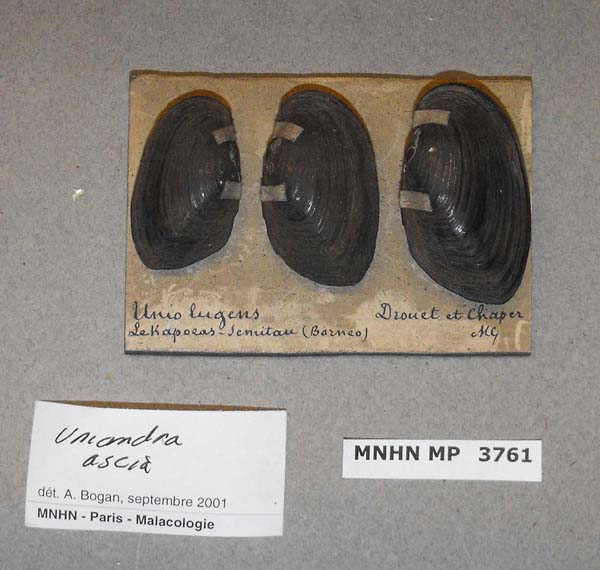 Unio lugens
Drouet et Chaper
Le Kapoeas - Semitau (Borneo)
MG
Uniandra
ascia
dét. A. Bogan, septembre 2001
MNHN - Paris - Malacologie
MNHN MP 3761